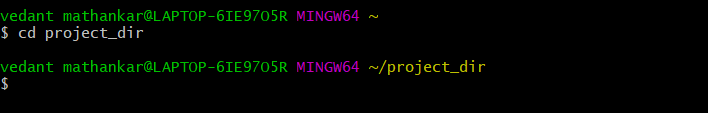 vedant mathankar@LAPTOP-6IE97O5R MINGW64 ~
$ cd project_dir
vedant mathankar@LAPTOP-6IE97O5R MINGW64 ~/project_dir
$